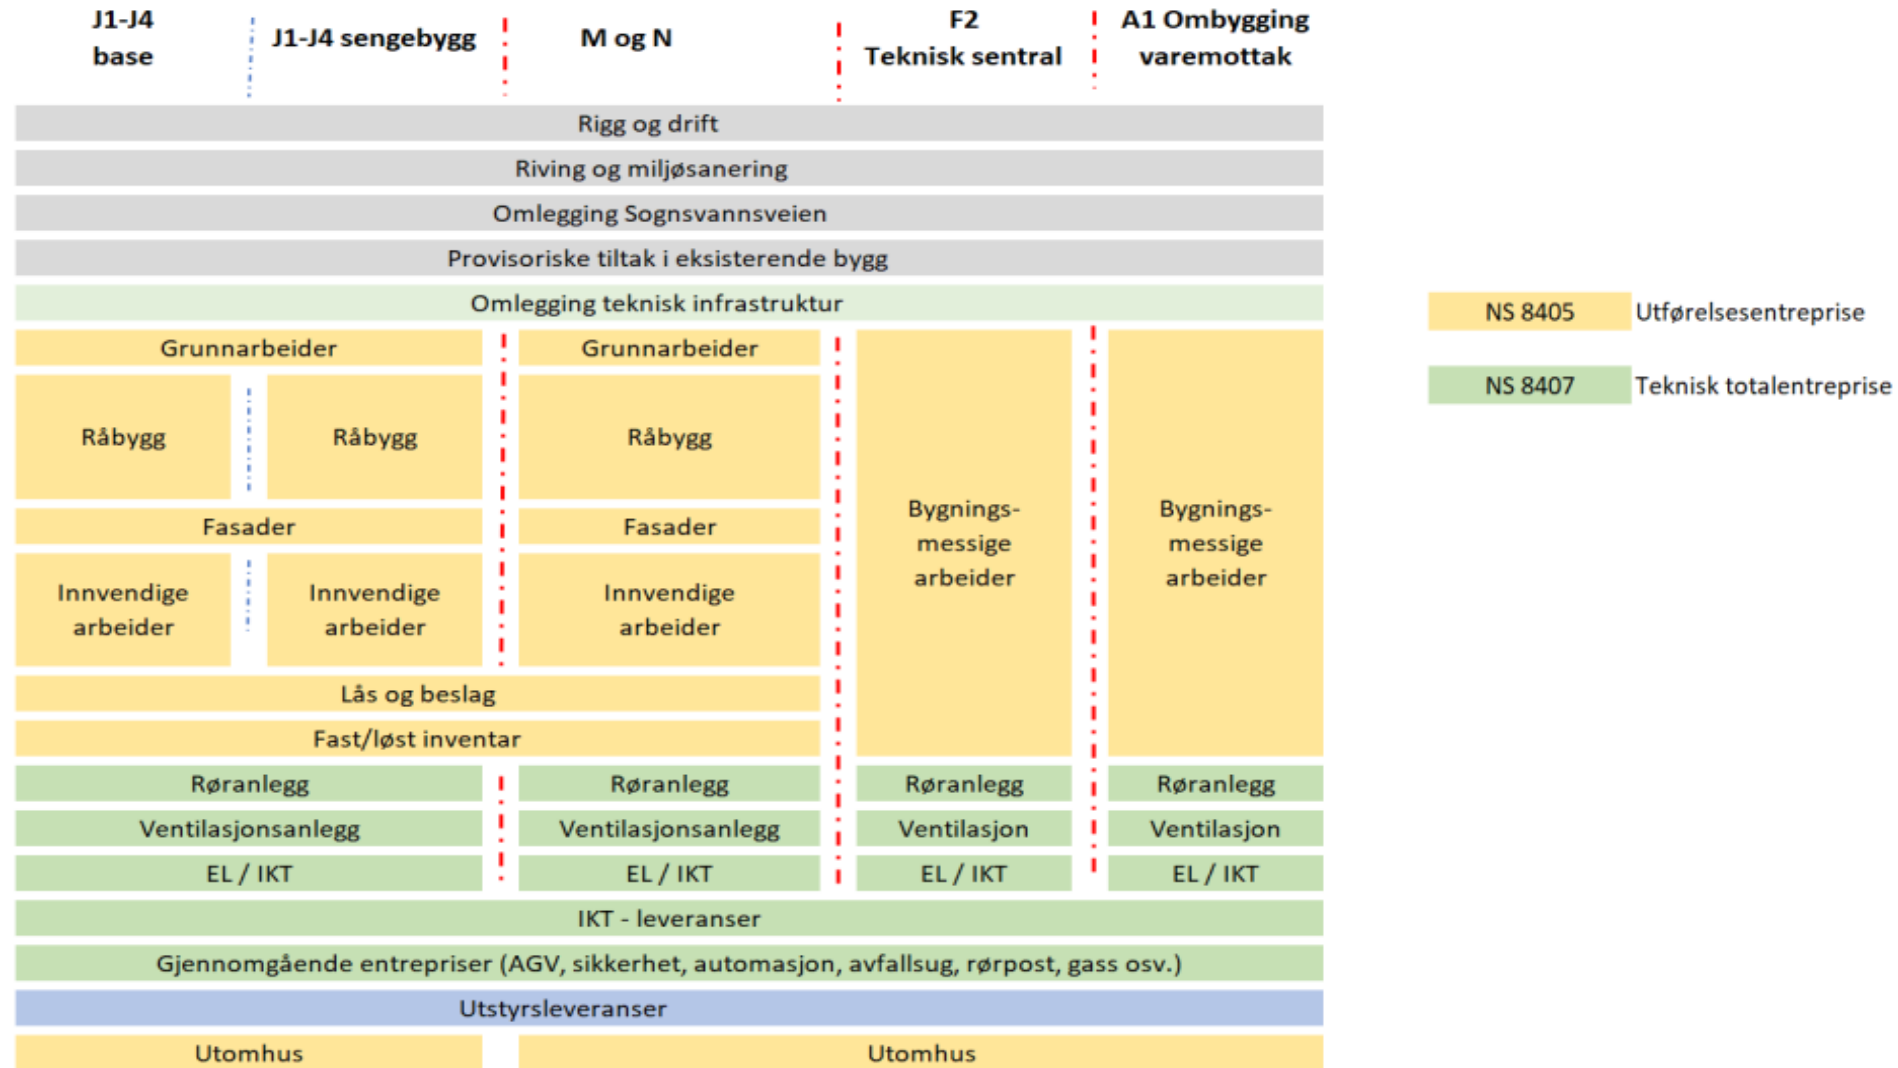 J1-J4
base
J1-J4 sengebygg
M og N
F2
Teknisk sentral
A1 Ombygging
varemottak
Rigg og drift
Riving og miljøsanering
Omlegging Sognsvannsveien
Provisoriske tiltak i eksisterende bygg
Omlegging teknisk infrastruktur
Grunnarbeider
Grunnarbeider
Råbygg
Råbygg
Råbygg
Fasader
Fasader
Innvendige
arbeider
Innvendige
arbeider
Innvendige
arbeider
Bygnings-
messige
arbeider
Bygnings-
messige
arbeider
Lås og beslag
Fast/løst inventar
Røranlegg
Røranlegg
Røranlegg
Røranlegg
Ventilasjonsanlegg
Ventilasjonsanlegg
Ventilasjon
Ventilasjon
EL / IKT
EL / IKT
EL / IKT
EL / IKT
IKT - leveranser
Gjennomgående entrepriser (AGV, sikkerhet, automasjon, avfallsug, rørpost, gass osv.)
Utstyrsleveranser
Utomhus
Utomhus
NS 8405
Utførelsesentreprise
NS 8407
Teknisk totalentreprise